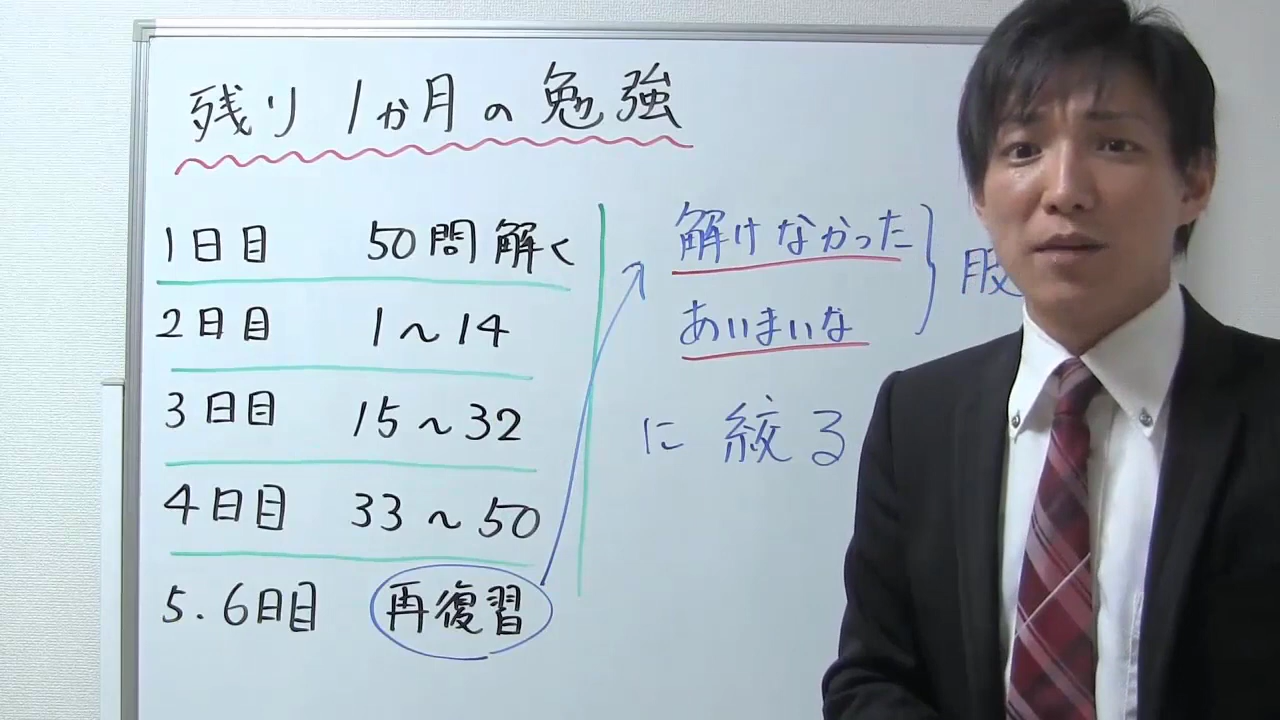 残り1か月の勉強
1日目 50問解く
2日目 1～14
3日目 15～32
4日目 33～50
5.6日目 再復習
解けなかった
あいまいな
に絞る